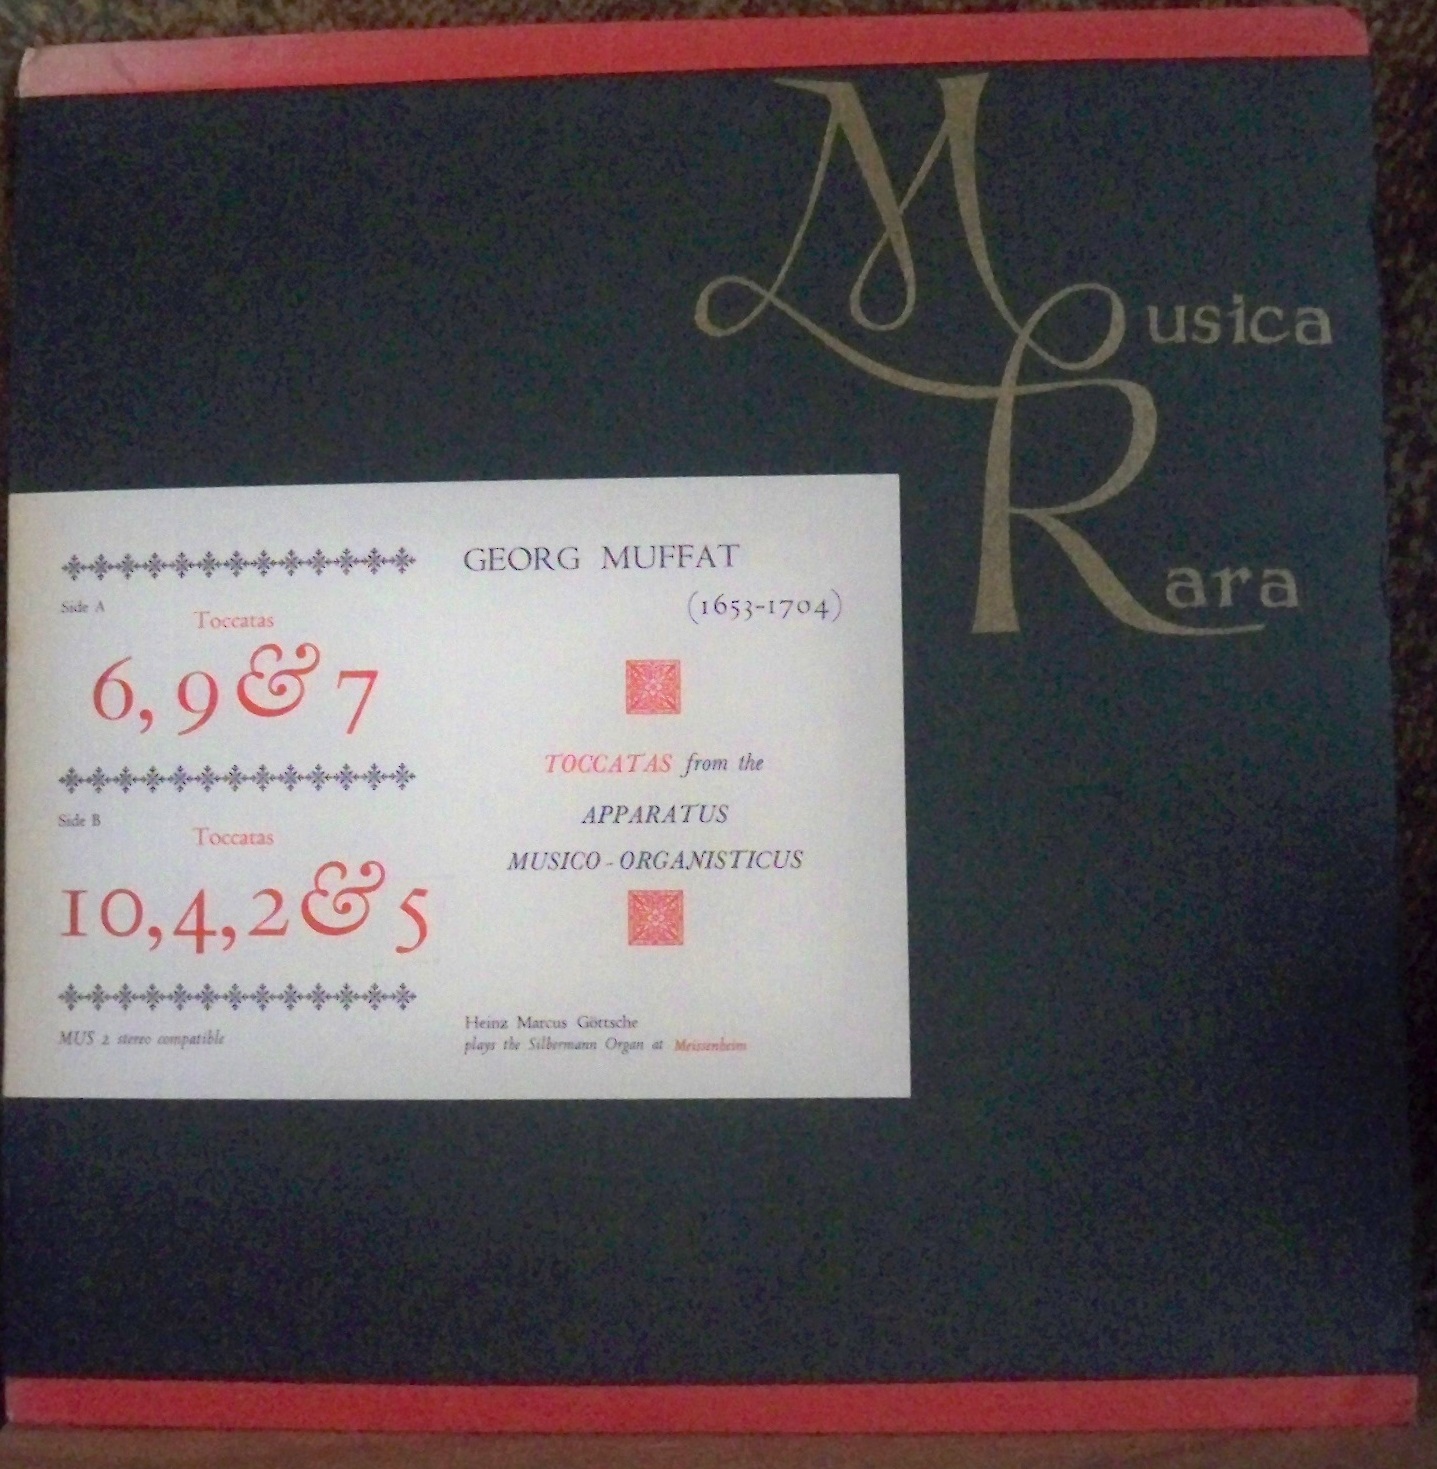 Musica
Rara
GEORG MUFFAT
(1653-1704)
Side A
Toccatas
6, 9 & 7
TOCCATAS from the
APPARATUS
MUSICO-ORGANISTICUS
Side B
Toccatas
10, 4, 2 & 5
MUS 2 stereo compatible
Heinz Marcus Göttsche
plays the Silbermann Organ at Meissenheim